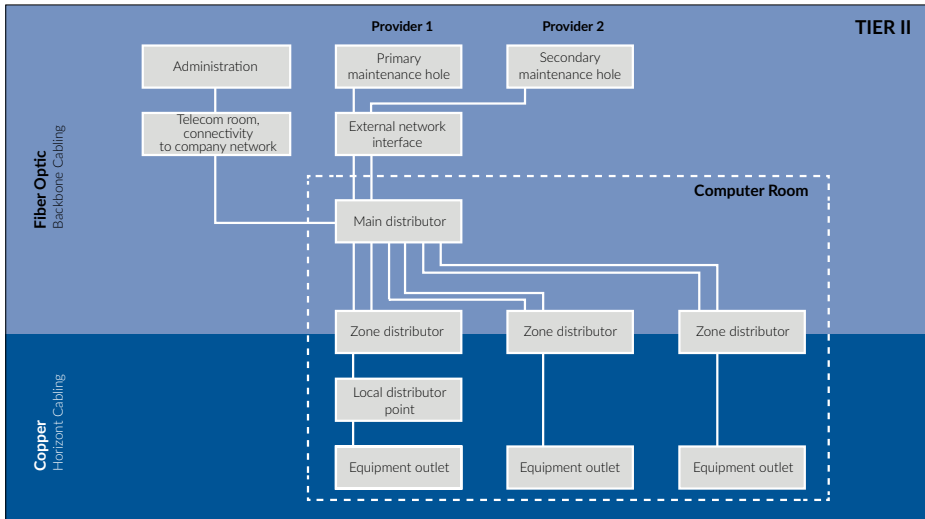 Provider 1
Provider 2
TIER II
Administration
Primary
maintenance hole
Secondary
maintenance hole
Telecom room,
connectivity
to company network
External network
interface
Fiber Optic
Backbone Cabling
Computer Room
Main distributor
Zone distributor
Zone distributor
Zone distributor
Copper
Horizont Cabling
Local distributor
point
Equipment outlet
Equipment outlet
Equipment outlet